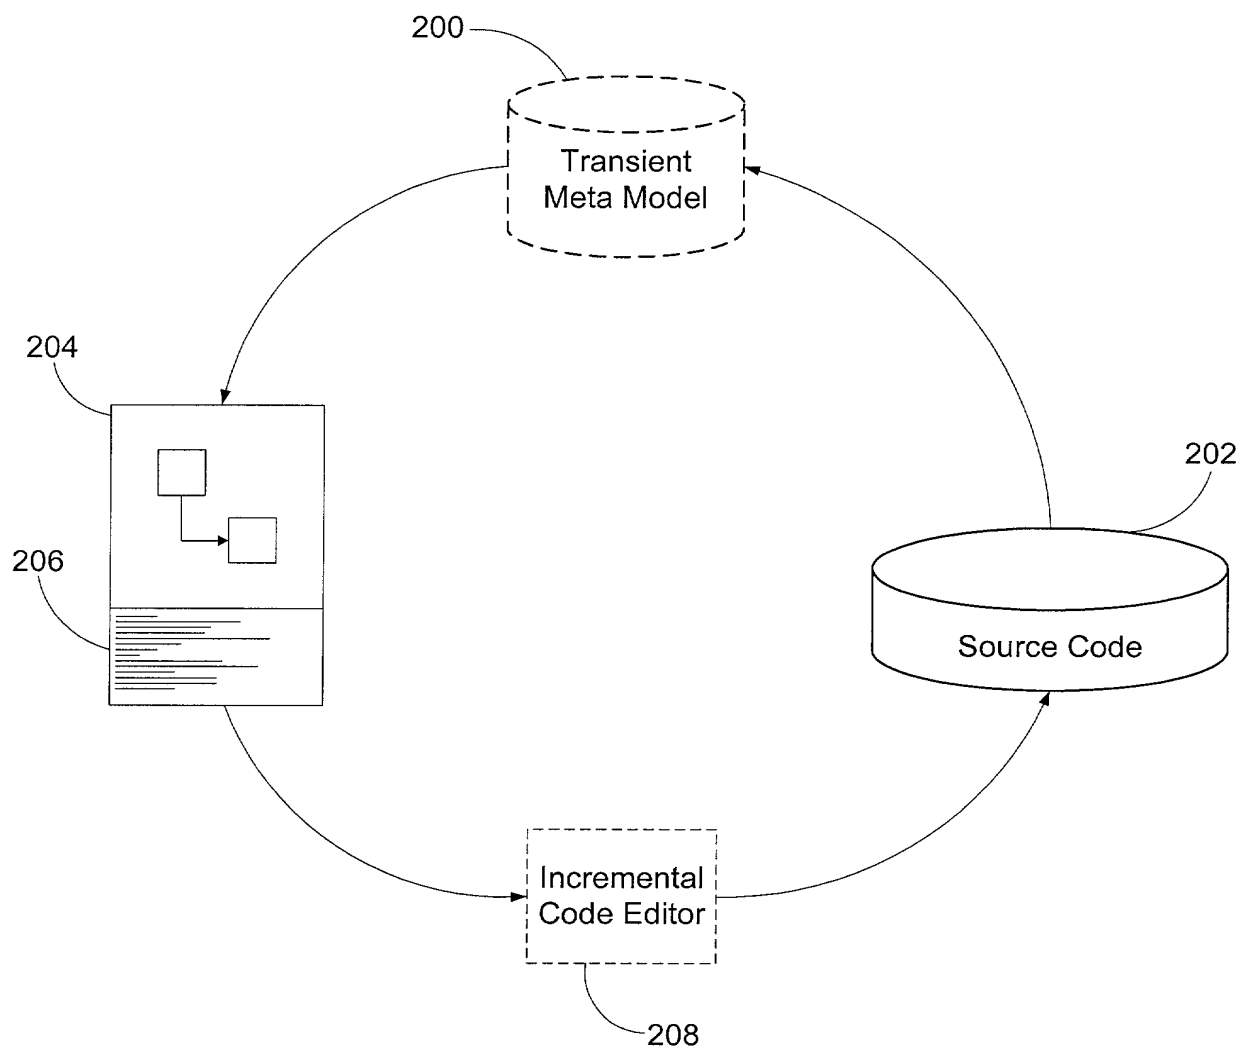 200
Transient
Meta Model
204
202
206
Source Code
Incremental
Code Editor
208